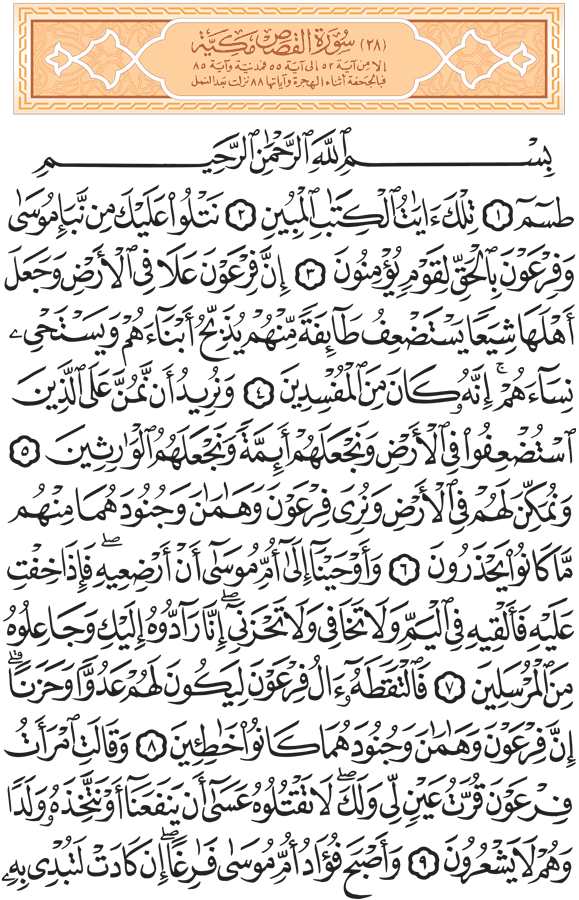 (٢٨) سُورَةُ القَصَصِ مَكِيَّة
إلا من آية ٥٢ إلى آية ٥٥ فمدنية وآية ٨٥
فبالجحفة أثناء الهجرة وآياتها ٨٨ نزلت بعد النمل
بِسْمِ ٱللَّهِ ٱلرَّحْمَٰنِ ٱلرَّحِيمِ
طسٓمٓ ١ تِلْكَ ءَايَٰتُ ٱلْكِتَٰبِ ٱلْمُبِينِ ٢ نَتْلُوا۟ عَلَيْكَ مِن نَّبَإِ مُوسَىٰ
وَفِرْعَوْنَ بِٱلْحَقِّ لِقَوْمٍ يُؤْمِنُونَ ٣ إِنَّ فِرْعَوْنَ عَلَا فِى ٱلْأَرْضِ وَجَعَلَ
أَهْلَهَا شِيَعًا يَسْتَضْعِفُ طَآئِفَةً مِّنْهُمْ يُذَبِّحُ أَبْنَآءَهُمْ وَيَسْتَحْىِۦ
نِسَآءَهُمْ ۚ إِنَّهُۥ كَانَ مِنَ ٱلْمُفْسِدِينَ ٤ وَنُرِيدُ أَن نَّمُنَّ عَلَى ٱلَّذِينَ
ٱسْتُضْعِفُوا۟ فِى ٱلْأَرْضِ وَنَجْعَلَهُمْ أَئِمَّةً وَنَجْعَلَهُمُ ٱلْوَٰرِثِينَ ٥
وَنُمَكِّنَ لَهُمْ فِى ٱلْأَرْضِ وَنُرِىَ فِرْعَوْنَ وَهَٰمَٰنَ وَجُنُودَهُمَا مِنْهُم
مَّا كَانُوا۟ يَحْذَرُونَ ٦ وَأَوْحَيْنَآ إِلَىٰٓ أُمِّ مُوسَىٰٓ أَنْ أَرْضِعِيهِ ۖ فَإِذَا خِفْتِ
عَلَيْهِ فَأَلْقِيهِ فِى ٱلْيَمِّ وَلَا تَخَافِى وَلَا تَحْزَنِىٓ ۖ إِنَّا رَآدُّوهُ إِلَيْكِ وَجَاعِلُوهُ
مِنَ ٱلْمُرْسَلِينَ ٧ فَٱلْتَقَطَهُۥٓ ءَالُ فِرْعَوْنَ لِيَكُونَ لَهُمْ عَدُوًّا وَحَزَنًا ۗ
إِنَّ فِرْعَوْنَ وَهَٰمَٰنَ وَجُنُودَهُمَا كَانُوا۟ خَٰطِـِٔينَ ٨ وَقَالَتِ ٱمْرَأَتُ
فِرْعَوْنَ قُرَّتُ عَيْنٍ لِّى وَلَكَ ۖ لَا تَقْتُلُوهُ عَسَىٰٓ أَن يَنفَعَنَآ أَوْ نَتَّخِذَهُۥ وَلَدًا
وَهُمْ لَا يَشْعُرُونَ ٩ وَأَصْبَحَ فُؤَادُ أُمِّ مُوسَىٰ فَٰرِغًا ۖ إِن كَادَتْ لَتُبْدِى بِهِۦ